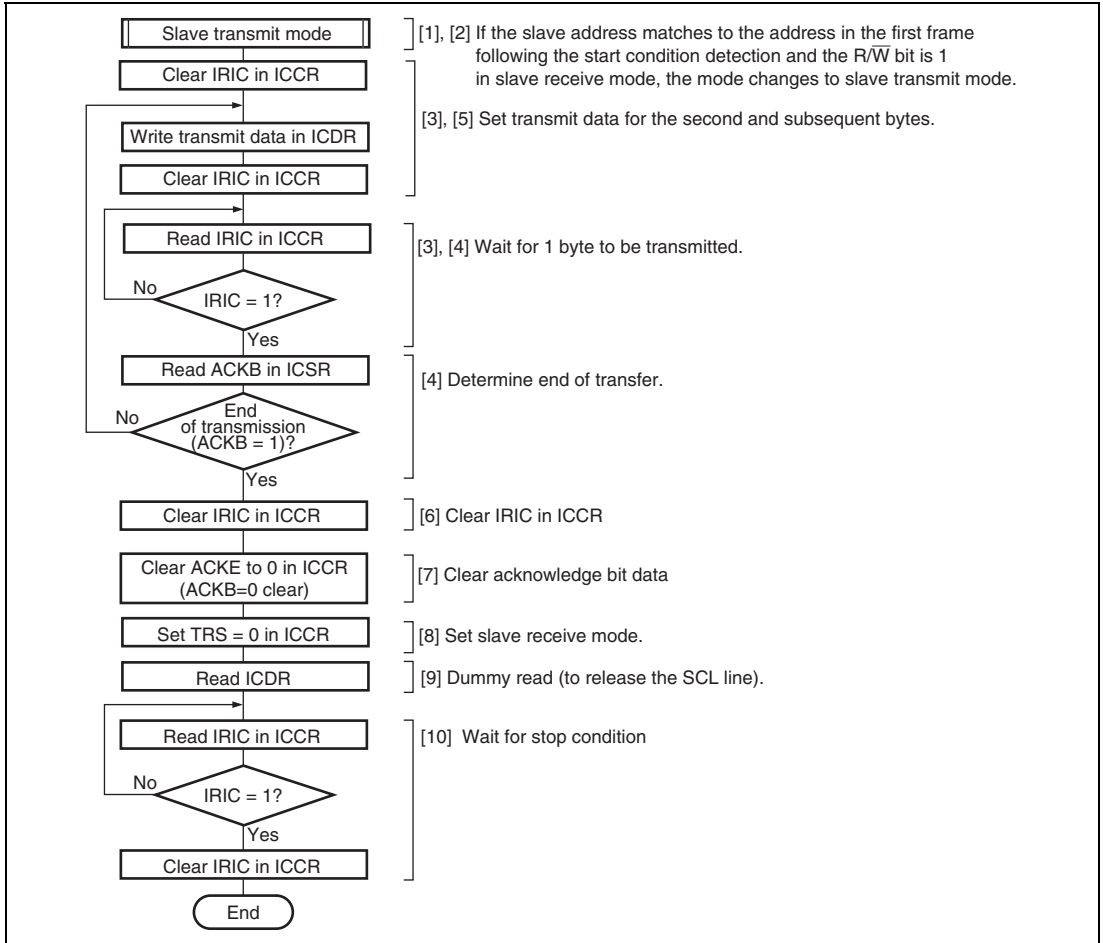 Slave transmit mode
[1], [2] If the slave address matches to the address in the first frame
following the start condition detection and the R/W̅ bit is 1
in slave receive mode, the mode changes to slave transmit mode.
Clear IRIC in ICCR
[3], [5] Set transmit data for the second and subsequent bytes.
Write transmit data in ICDR
Clear IRIC in ICCR
Read IRIC in ICCR
[3], [4] Wait for 1 byte to be transmitted.
No
IRIC = 1?
Yes
Read ACKB in ICSR
[4] Determine end of transfer.
No
End
of transmission
(ACKB = 1)?
Yes
Clear IRIC in ICCR
[6] Clear IRIC in ICCR
Clear ACKE to 0 in ICCR
(ACKB=0 clear)
[7] Clear acknowledge bit data
Set TRS = 0 in ICCR
[8] Set slave receive mode.
Read ICDR
[9] Dummy read (to release the SCL line).
Read IRIC in ICCR
[10] Wait for stop condition
No
IRIC = 1?
Yes
Clear IRIC in ICCR
End